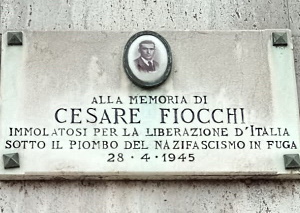 ALLA MEMORIA DI
CESARE FIOCCHI
IMMOLATOSI PER LA LIBERAZIONE D'ITALIA
SOTTO IL PIOMBO DEL NAZIFASCISMO IN FUGA
28-4-1945